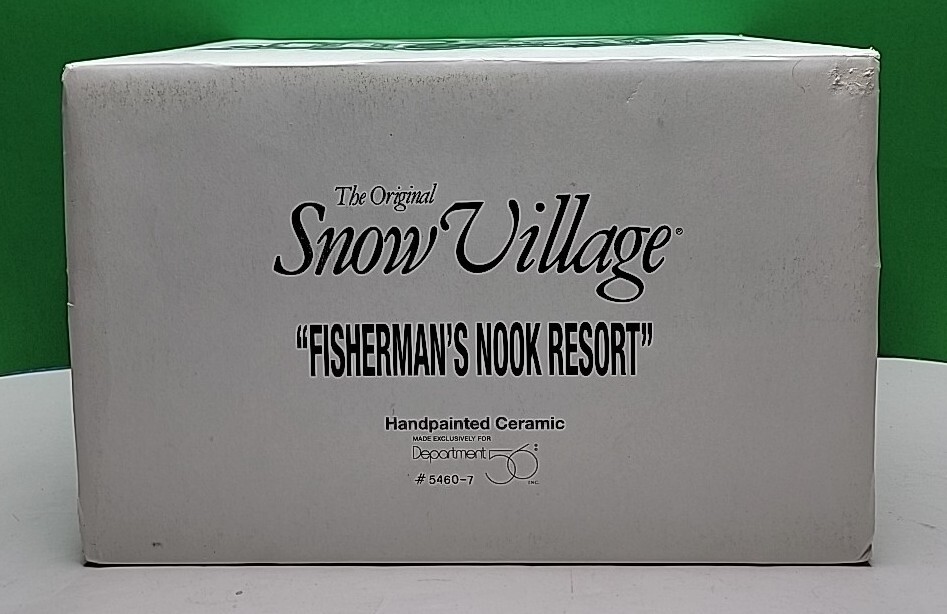 The Original
Snow Village®
“FISHERMAN’S NOOK RESORT”
Handpainted Ceramic
MADE EXCLUSIVELY FOR
Department 56®
INC.
# 5460-7